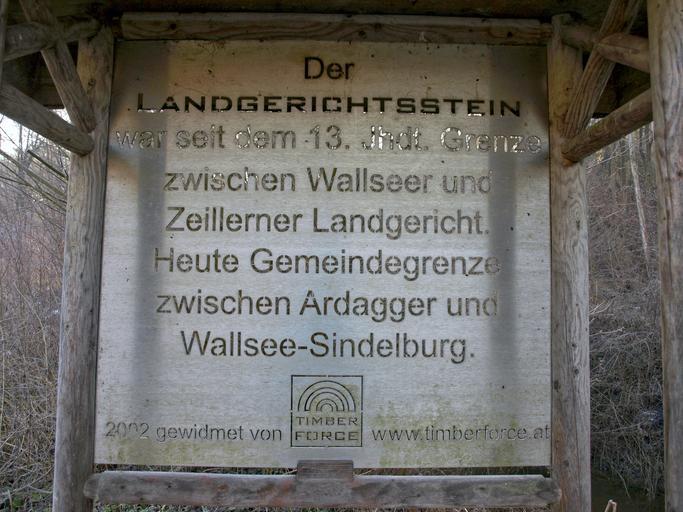 Der
LANDGERICHTSSTEIN
war seit dem 13. Jhdt. Grenze
zwischen Wallseer und
Zeillerner Landgericht.
Heute Gemeindegrenze
zwischen Ardagger und
Wallsee-Sindelburg.
2002 gewidmet von TIMBER FORCE www.timberforce.at